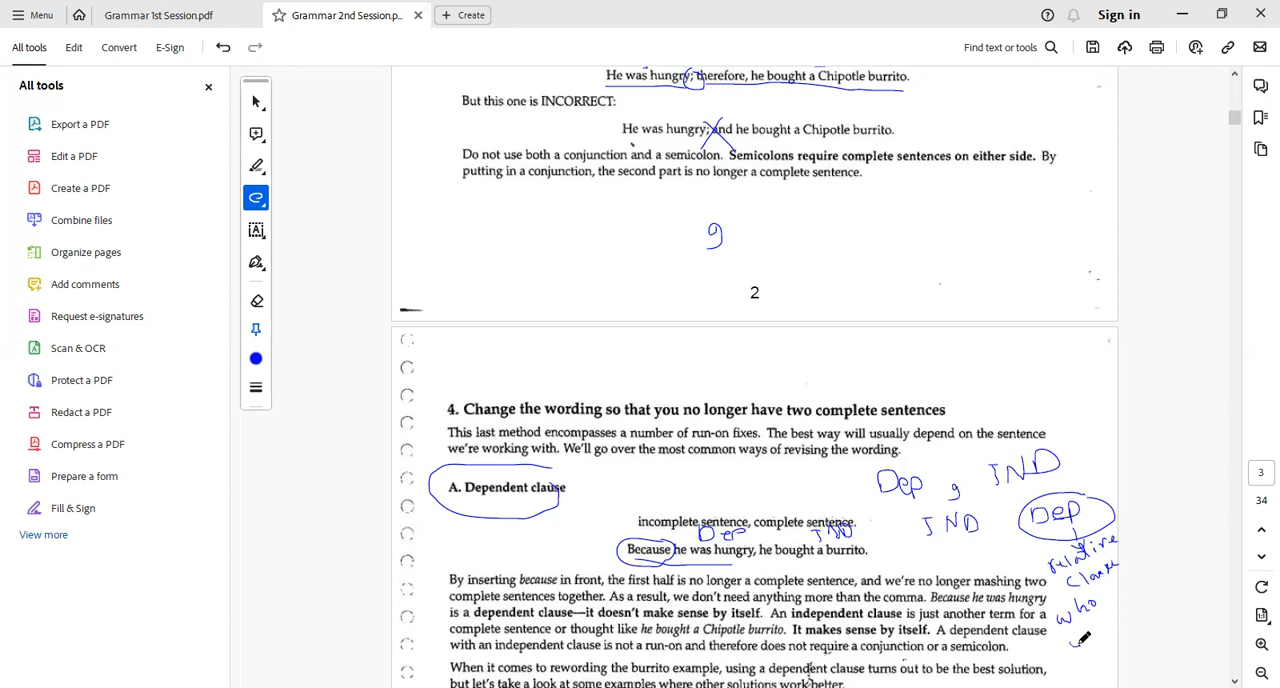 Menu
Grammar 1st Session.pdf
Grammar 2nd Session.p...
Create
Sign in
All tools
Edit
Convert
E-Sign
Find text or tools
All tools
Export a PDF
Edit a PDF
Create a PDF
Combine files
Organize pages
Add comments
Request e-signatures
Scan & OCR
Protect a PDF
Redact a PDF
Compress a PDF
Prepare a form
Fill & Sign
View more
He was hungry; therefore, he bought a Chipotle burrito.
But this one is INCORRECT:
He was hungry; and he bought a Chipotle burrito.
Do not use both a conjunction and a semicolon. Semicolons require complete sentences on either side. By
putting in a conjunction, the second part is no longer a complete sentence.
2
4. Change the wording so that you no longer have two complete sentences
This last method encompasses a number of run-on fixes. The best way will usually depend on the sentence
we're working with. We'll go over the most common ways of revising the wording.
Dep , IND
A. Dependent clause
IND Dep
incomplete sentence, complete sentence.
Dep IND
Because he was hungry, he bought a burrito.
relative
clause
who
By inserting because in front, the first half is no longer a complete sentence, and we're no longer mashing two
complete sentences together. As a result, we don't need anything more than the comma. Because he was hungry
is a dependent clause—it doesn't make sense by itself. An independent clause is just another term for a
complete sentence or thought like he bought a Chipotle burrito. It makes sense by itself. A dependent clause
with an independent clause is not a run-on and therefore does not require a conjunction or a semicolon.
When it comes to rewording the burrito example, using a dependent clause turns out to be the best solution,
but let's take a look at some examples where other solutions work better.
3
34